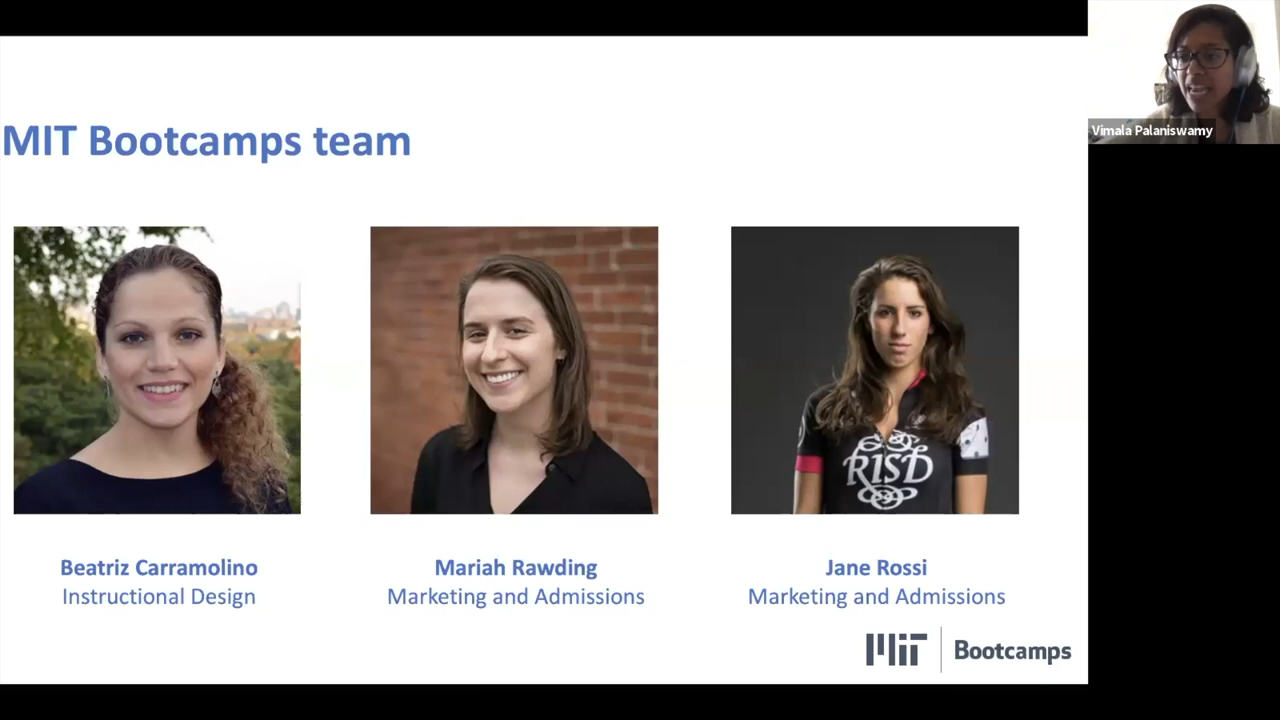 MIT Bootcamps team
Vimala Palaniswamy
RISD
Beatriz Carramolino
Instructional Design
Mariah Rawding
Marketing and Admissions
Jane Rossi
Marketing and Admissions
MIT Bootcamps